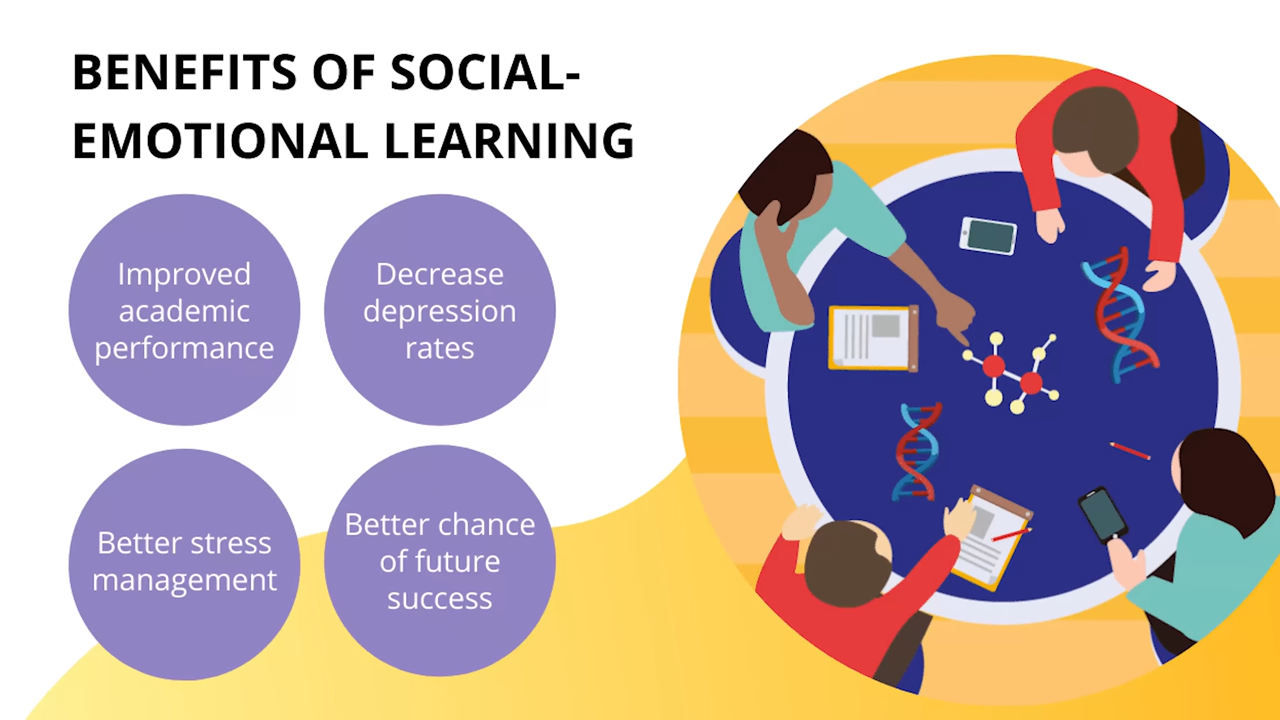 BENEFITS OF SOCIAL-
EMOTIONAL LEARNING
Improved
academic
performance
Decrease
depression
rates
Better stress
management
Better chance
of future
success